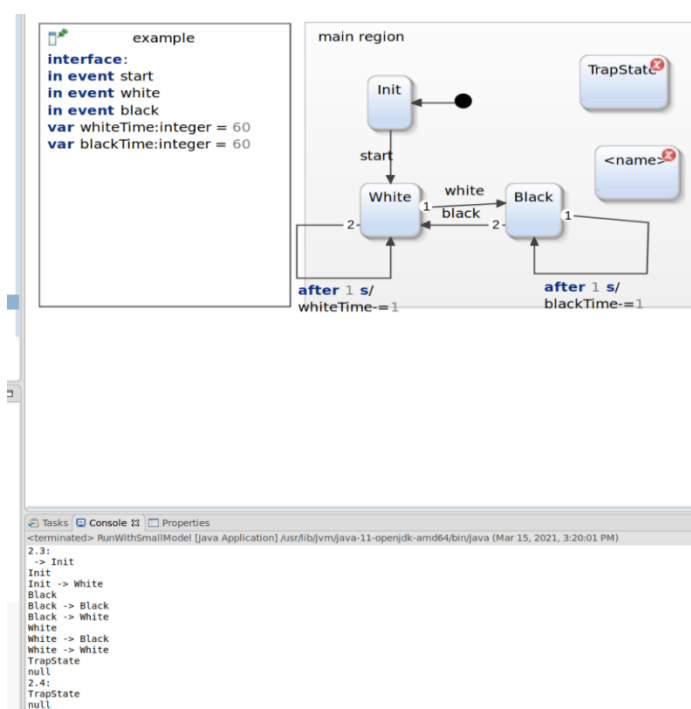 example
interface:
in event start
in event white
in event black
var whiteTime:integer = 60
var blackTime:integer = 60
main region
TrapState
Init
<name>
start
White
white
Black
1
black
1
2
2
after 1 s/
whiteTime-=1
after 1 s/
blackTime-=1
Tasks Console Properties
<terminated> RunWithSmallModel [Java Application] /usr/lib/jvm/java-11-openjdk-amd64/bin/java (Mar 15, 2021, 3:20:01 PM)
2.3:
-> Init
Init
Init -> White
Black
Black -> Black
Black -> White
White
White -> Black
White -> White
TrapState
null
2.4:
TrapState
null